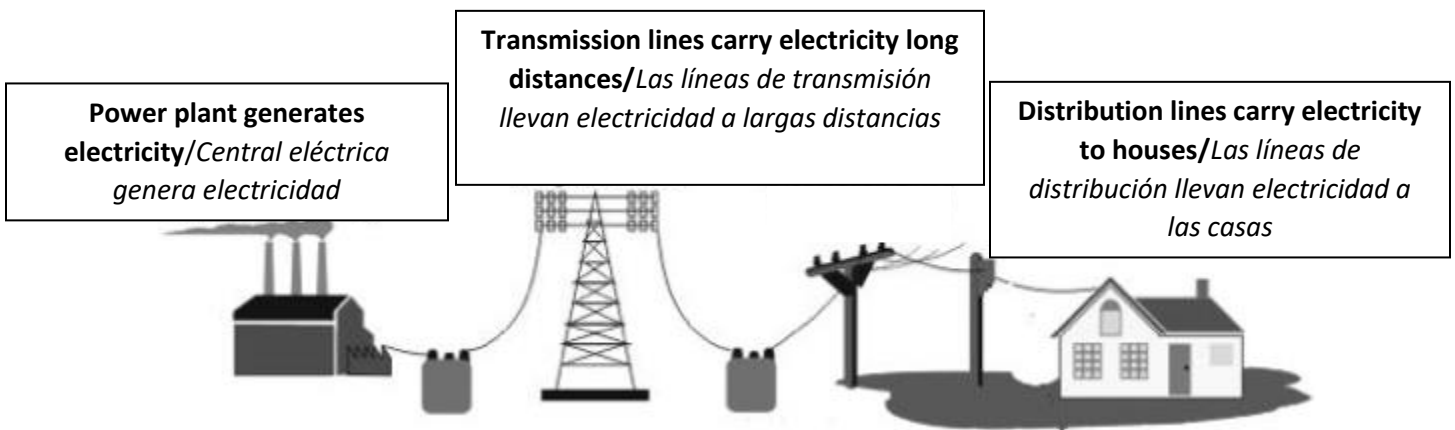 Power plant generates
electricity/Central eléctrica
genera electricidad
Transmission lines carry electricity long
distances/Las líneas de transmisión
llevan electricidad a largas distancias
Distribution lines carry electricity
to houses/Las líneas de
distribución llevan electricidad a
las casas